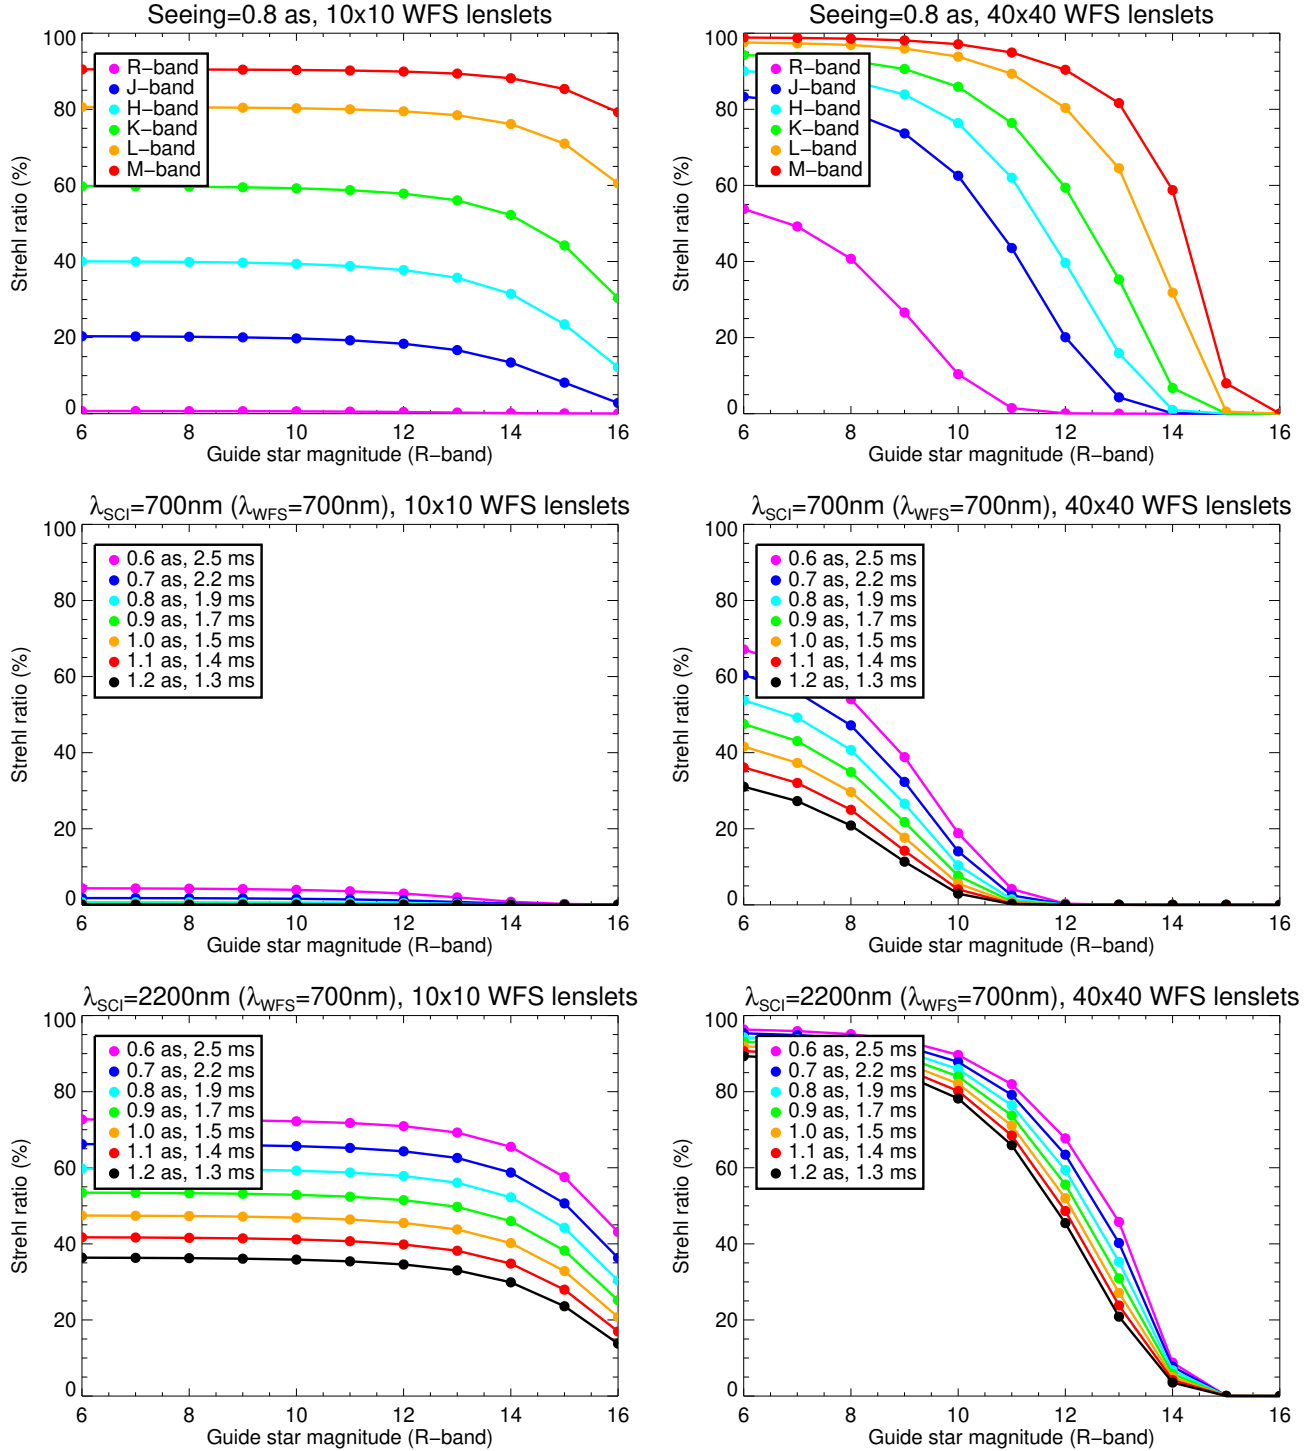 Seeing=0.8 as, 10x10 WFS lenslets
100
80
60
40
20
0
Strehl ratio (%)
R−band
J−band
H−band
K−band
L−band
M−band
6 8 10 12 14 16
Guide star magnitude (R−band)
Seeing=0.8 as, 40x40 WFS lenslets
100
80
60
40
20
0
Strehl ratio (%)
R−band
J−band
H−band
K−band
L−band
M−band
6 8 10 12 14 16
Guide star magnitude (R−band)
λSCI=700nm (λWFS=700nm), 10x10 WFS lenslets
100
80
60
40
20
0
Strehl ratio (%)
0.6 as, 2.5 ms
0.7 as, 2.2 ms
0.8 as, 1.9 ms
0.9 as, 1.7 ms
1.0 as, 1.5 ms
1.1 as, 1.4 ms
1.2 as, 1.3 ms
6 8 10 12 14 16
Guide star magnitude (R−band)
λSCI=700nm (λWFS=700nm), 40x40 WFS lenslets
100
80
60
40
20
0
Strehl ratio (%)
0.6 as, 2.5 ms
0.7 as, 2.2 ms
0.8 as, 1.9 ms
0.9 as, 1.7 ms
1.0 as, 1.5 ms
1.1 as, 1.4 ms
1.2 as, 1.3 ms
6 8 10 12 14 16
Guide star magnitude (R−band)
λSCI=2200nm (λWFS=700nm), 10x10 WFS lenslets
100
80
60
40
20
0
Strehl ratio (%)
0.6 as, 2.5 ms
0.7 as, 2.2 ms
0.8 as, 1.9 ms
0.9 as, 1.7 ms
1.0 as, 1.5 ms
1.1 as, 1.4 ms
1.2 as, 1.3 ms
6 8 10 12 14 16
Guide star magnitude (R−band)
λSCI=2200nm (λWFS=700nm), 40x40 WFS lenslets
100
80
60
40
20
0
Strehl ratio (%)
0.6 as, 2.5 ms
0.7 as, 2.2 ms
0.8 as, 1.9 ms
0.9 as, 1.7 ms
1.0 as, 1.5 ms
1.1 as, 1.4 ms
1.2 as, 1.3 ms
6 8 10 12 14 16
Guide star magnitude (R−band)